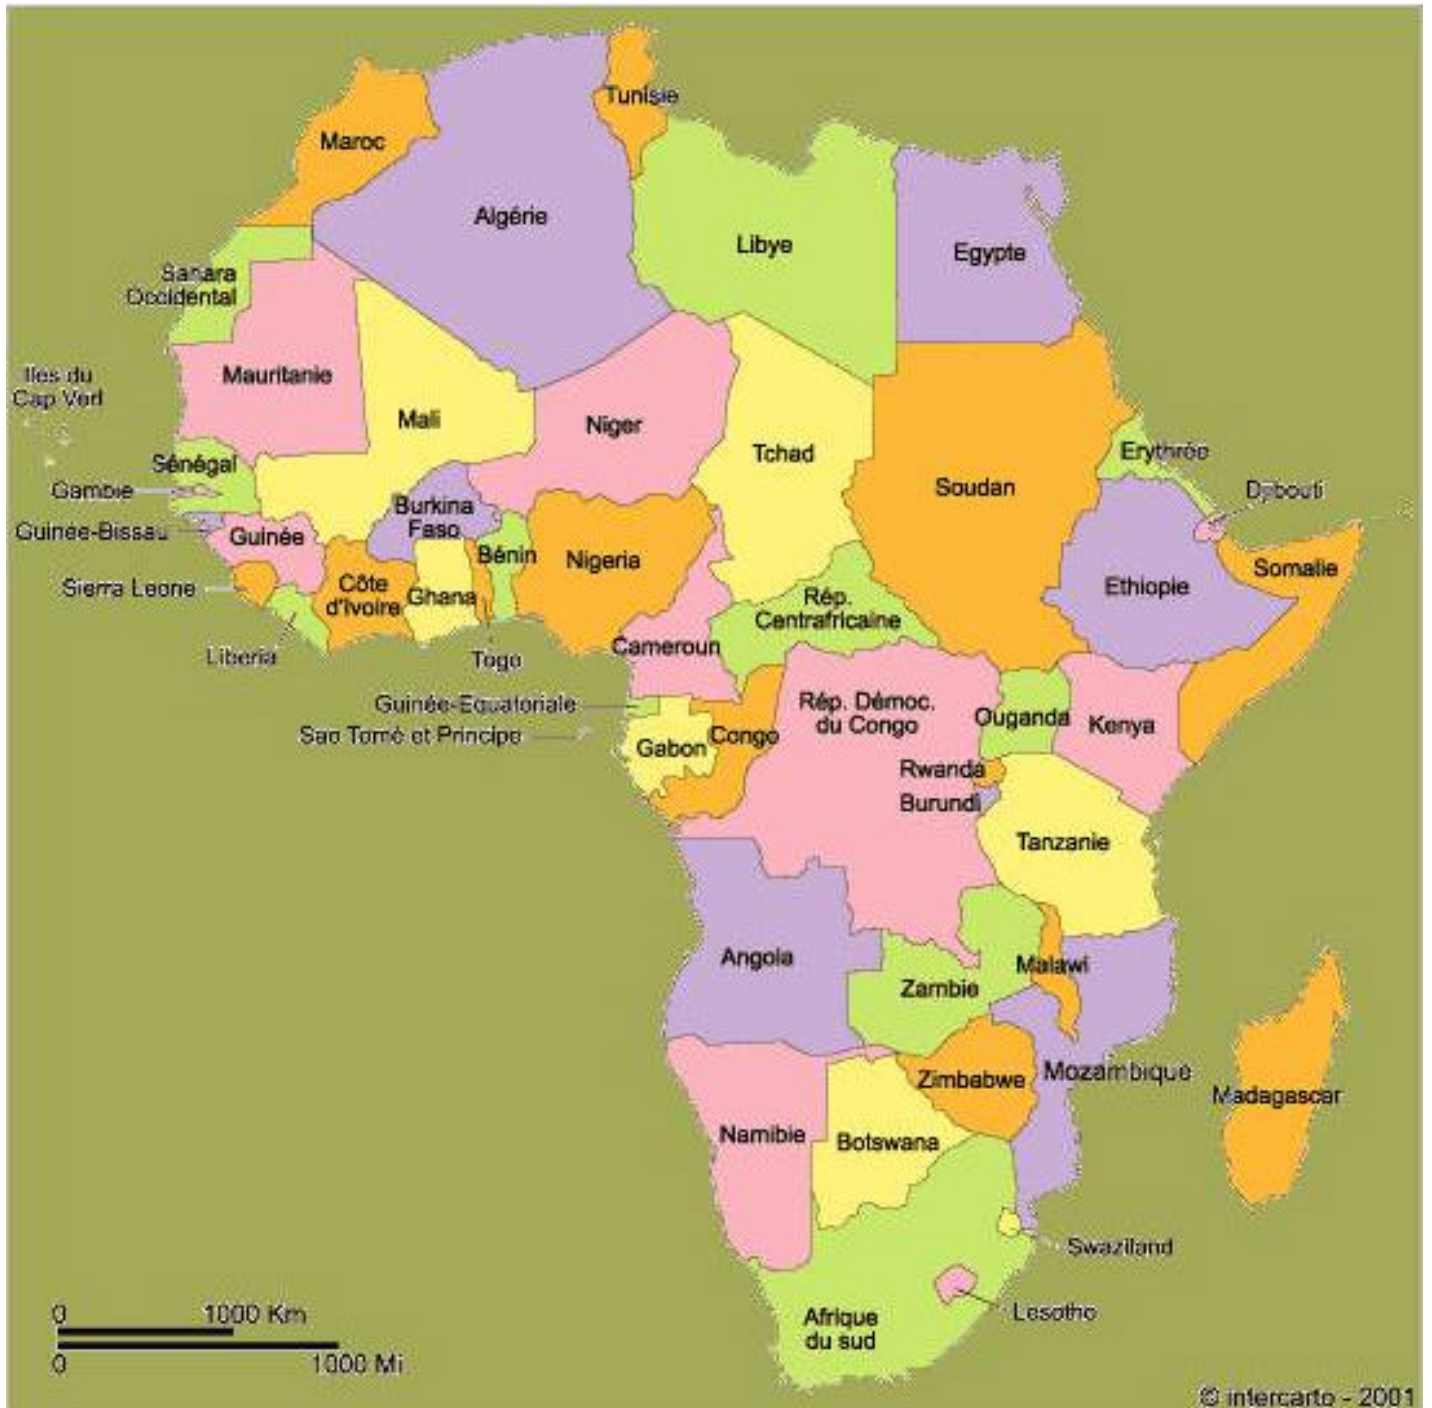 Tunisie
Maroc
Algérie
Libye
Egypte
Sahara
Occidental
Iles du
Cap Vert
Mauritanie
Mali
Niger
Tchad
Soudan
Erythrée
Djibouti
Sénégal
Gambie
Guinée-Bissau
Guinée
Burkina
Faso
Bénin
Nigeria
Ethiopie
Somalie
Sierra Leone
Côte
d'Ivoire
Ghana
Liberia
Togo
Cameroun
Rép.
Centrafricaine
Guinée-Equatoriale
Sao Tomé et Principe
Gabon
Congo
Rép. Démoc.
du Congo
Ouganda
Kenya
Rwanda
Burundi
Tanzanie
Angola
Zambie
Malawi
Mozambique
Madagascar
Zimbabwe
Namibie
Botswana
Swaziland
Lesotho
Afrique
du sud
0 1000 Km
0 1000 Mi
© intercarto - 2001